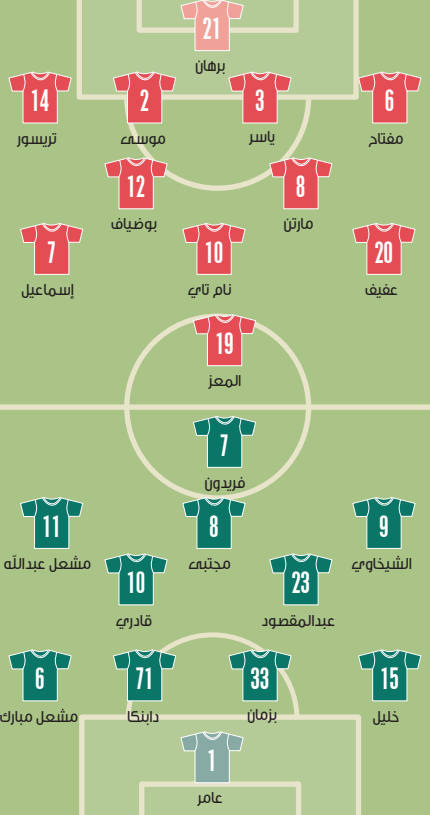 21
برهان
6
3
2
14
مفتاح
ياسر
موسى
تريسور
8
12
مارتن
بوضياف
20
10
7
عفيف
نام تاي
إسماعيل
19
المعز
7
فريدون
9
8
11
الشيخاوي
مجتبى
مشعل عبدالله
23
10
عبدالمقصود
قادري
15
33
71
6
خليل
بزمان
دابنكا
مشعل مبارك
1
عامر